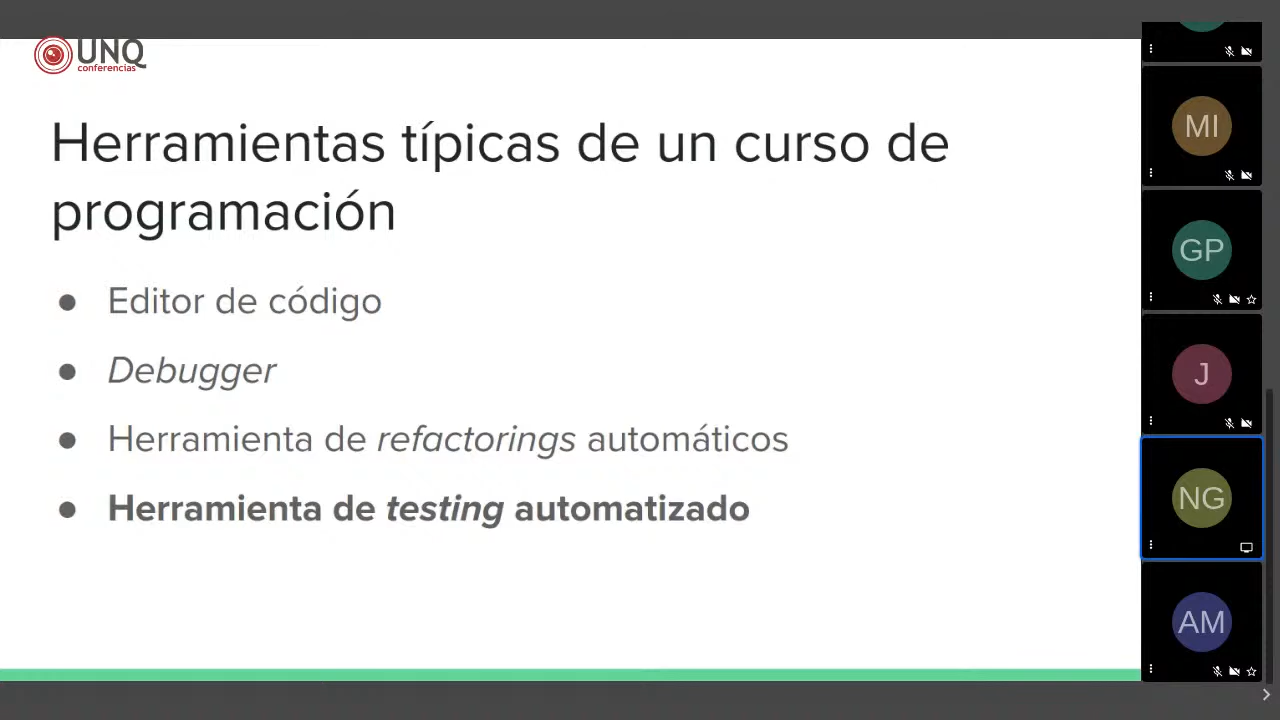 UNQ
conferencias
Herramientas típicas de un curso de
programación
● Editor de código
● Debugger
● Herramienta de refactorings automáticos
● Herramienta de testing automatizado
MI
GP
J
NG
AM